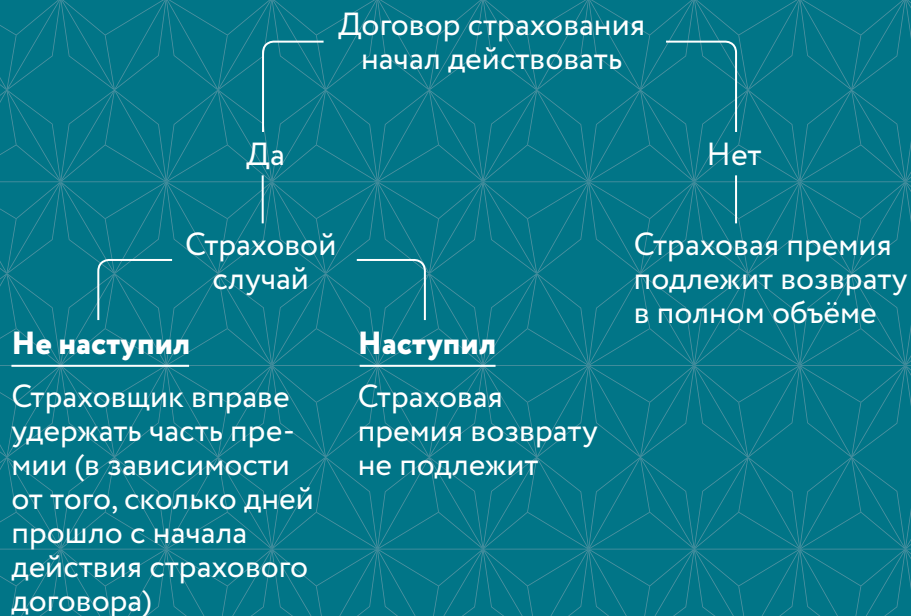 Договор страхования
начал действовать
Да
Нет
Страховой
случай
Страховая премия
подлежит возврату
в полном объёме
Не наступил
Страховщик вправе
удержать часть пре-
мии (в зависимости
от того, сколько дней
прошло с начала
действия страхового
договора)
Наступил
Страховая
премия возврату
не подлежит